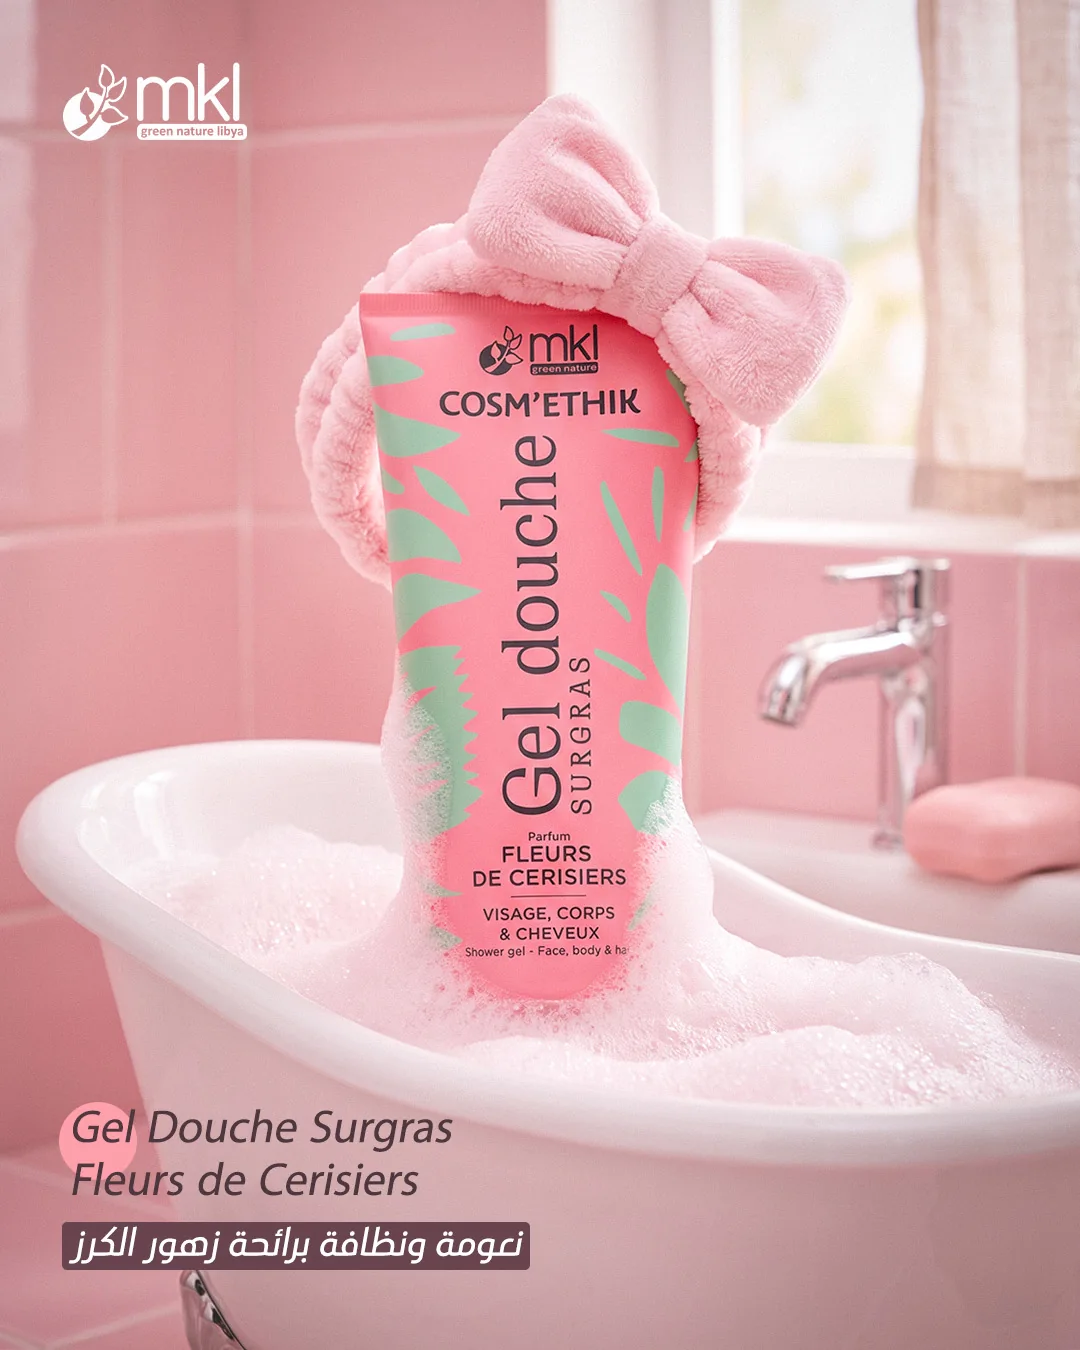 mkl
green nature libya
mkl
green nature
COSM'ETHIK
Gel douche
SURGRAS
Parfum
FLEURS
DE CERISIERS
VISAGE, CORPS
& CHEVEUX
Shower gel - Face, body &
Gel Douche Surgras
Fleurs de Cerisiers
نعومة ونظافة برائحة زهور الكرز